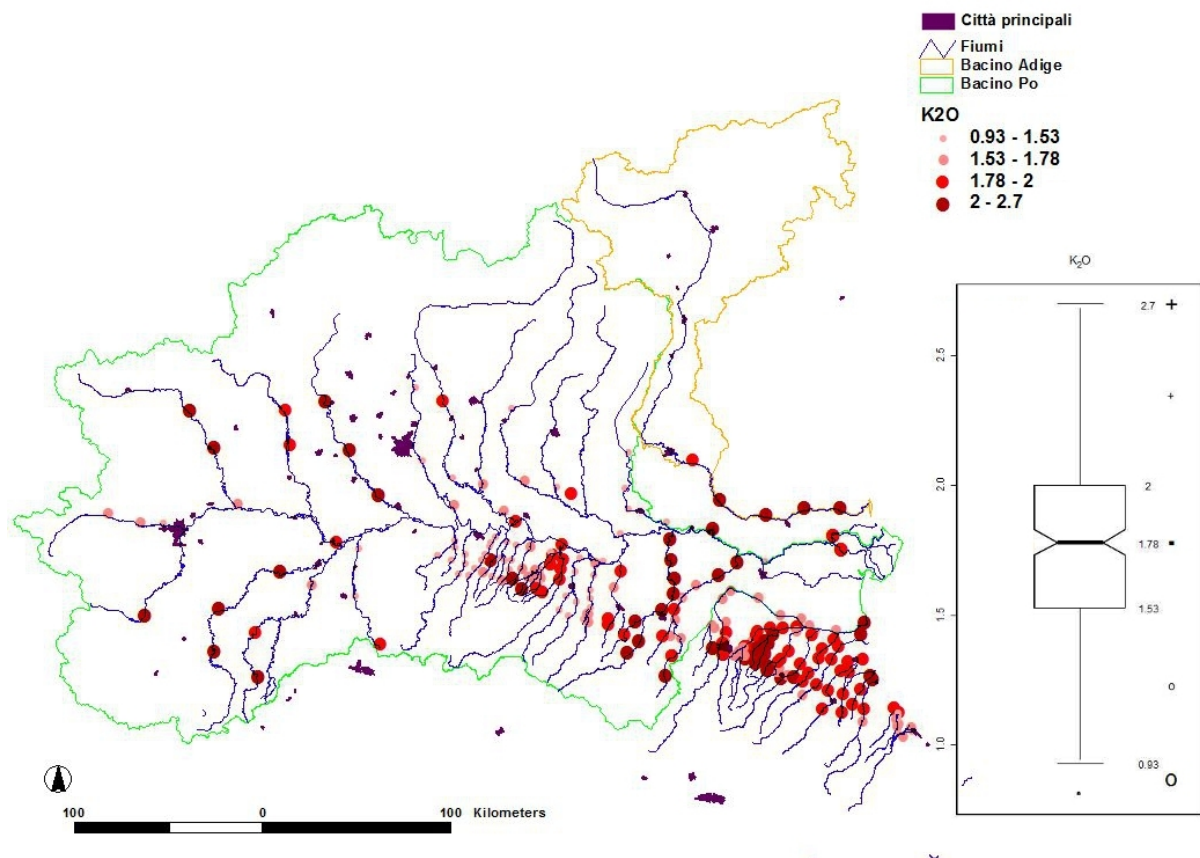 Città principali
Fiumi
Bacino Adige
Bacino Po
K2O
0.93 - 1.53
1.53 - 1.78
1.78 - 2
2 - 2.7
K₂O
2.7
2.5
2.0
2
1.78
1.5
1.53
1.0
0.93
100 0 100 Kilometers